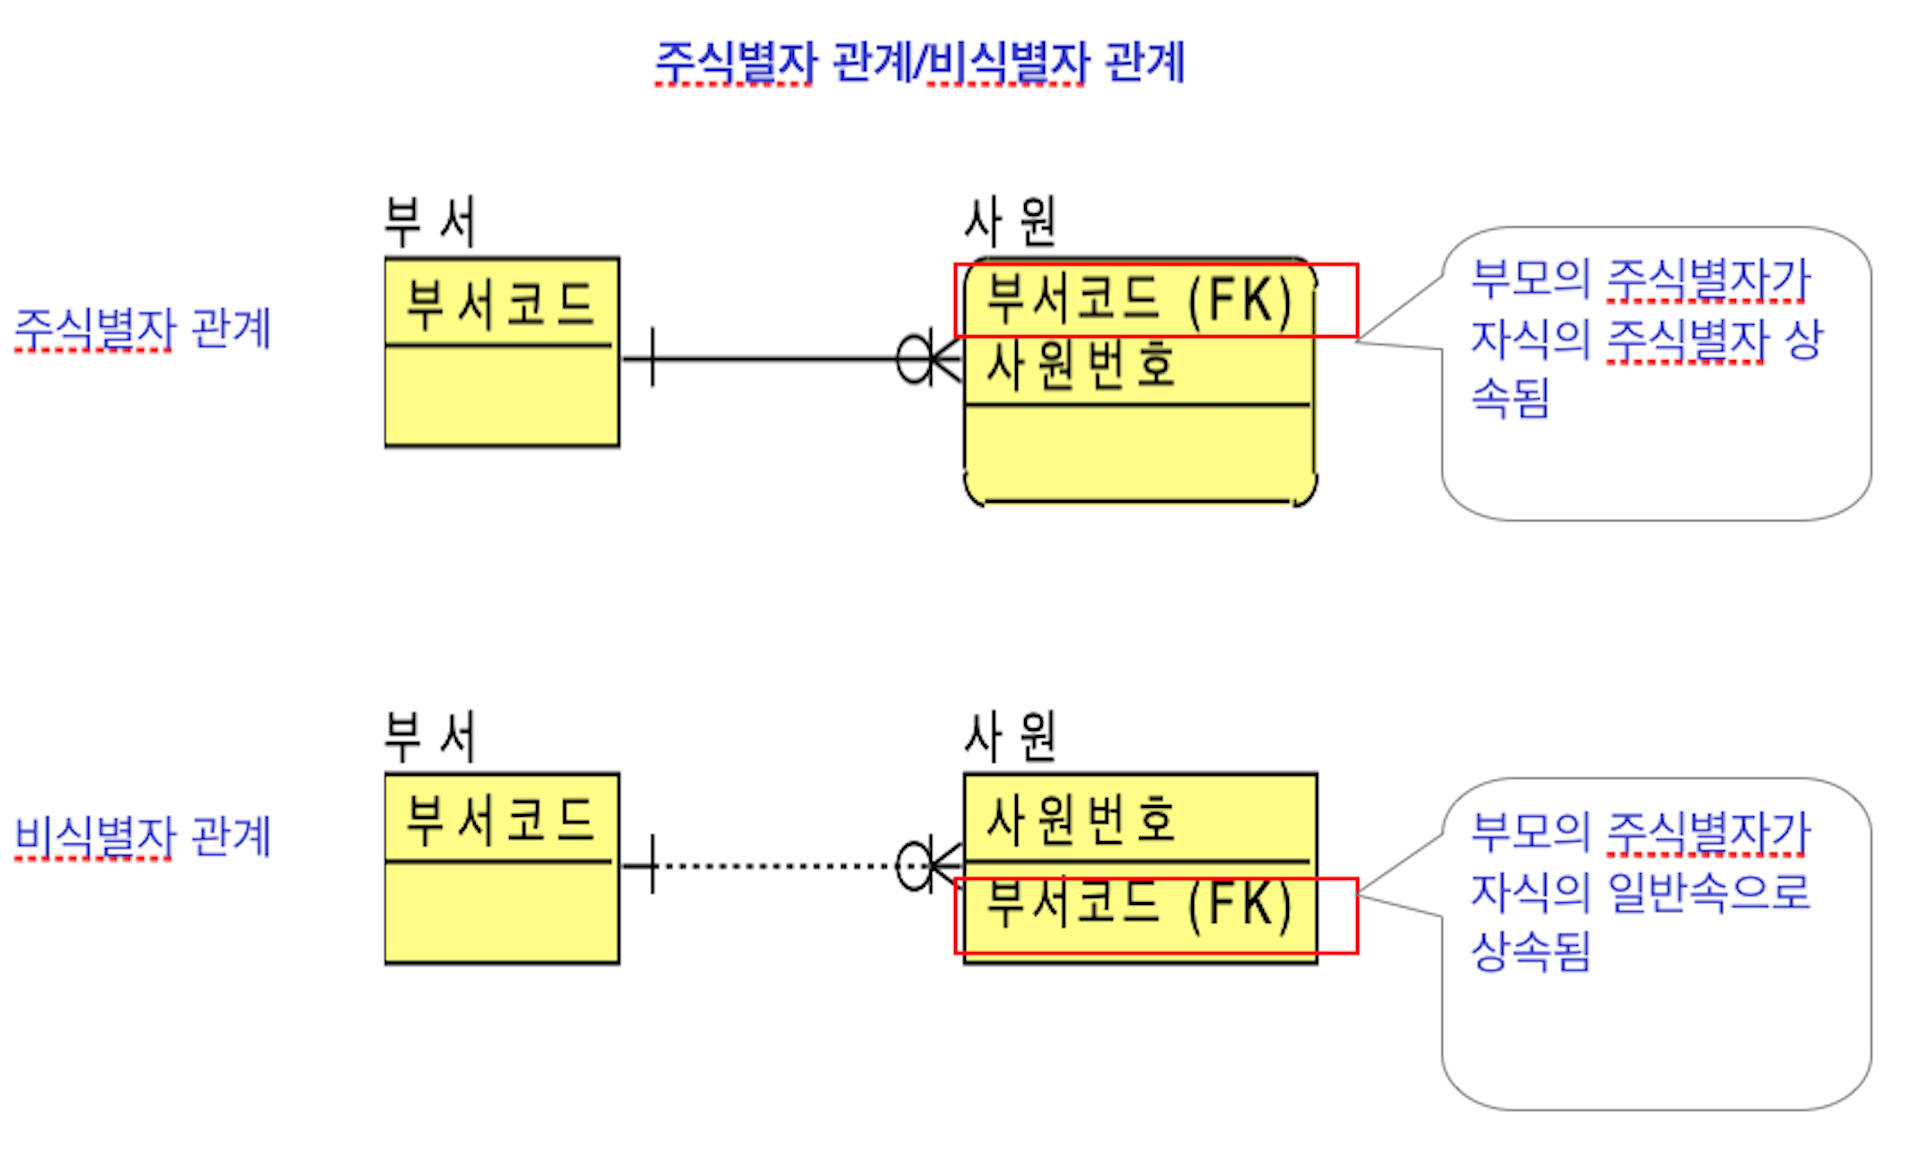 주식별자 관계/비식별자 관계
부서
사원
주식별자 관계
부서코드
부서코드 (FK)
사원번호
부모의 주식별자가
자식의 주식별자 상
속됨
부서
사원
비식별자 관계
부서코드
사원번호
부서코드 (FK)
부모의 주식별자가
자식의 일반속으로
상속됨